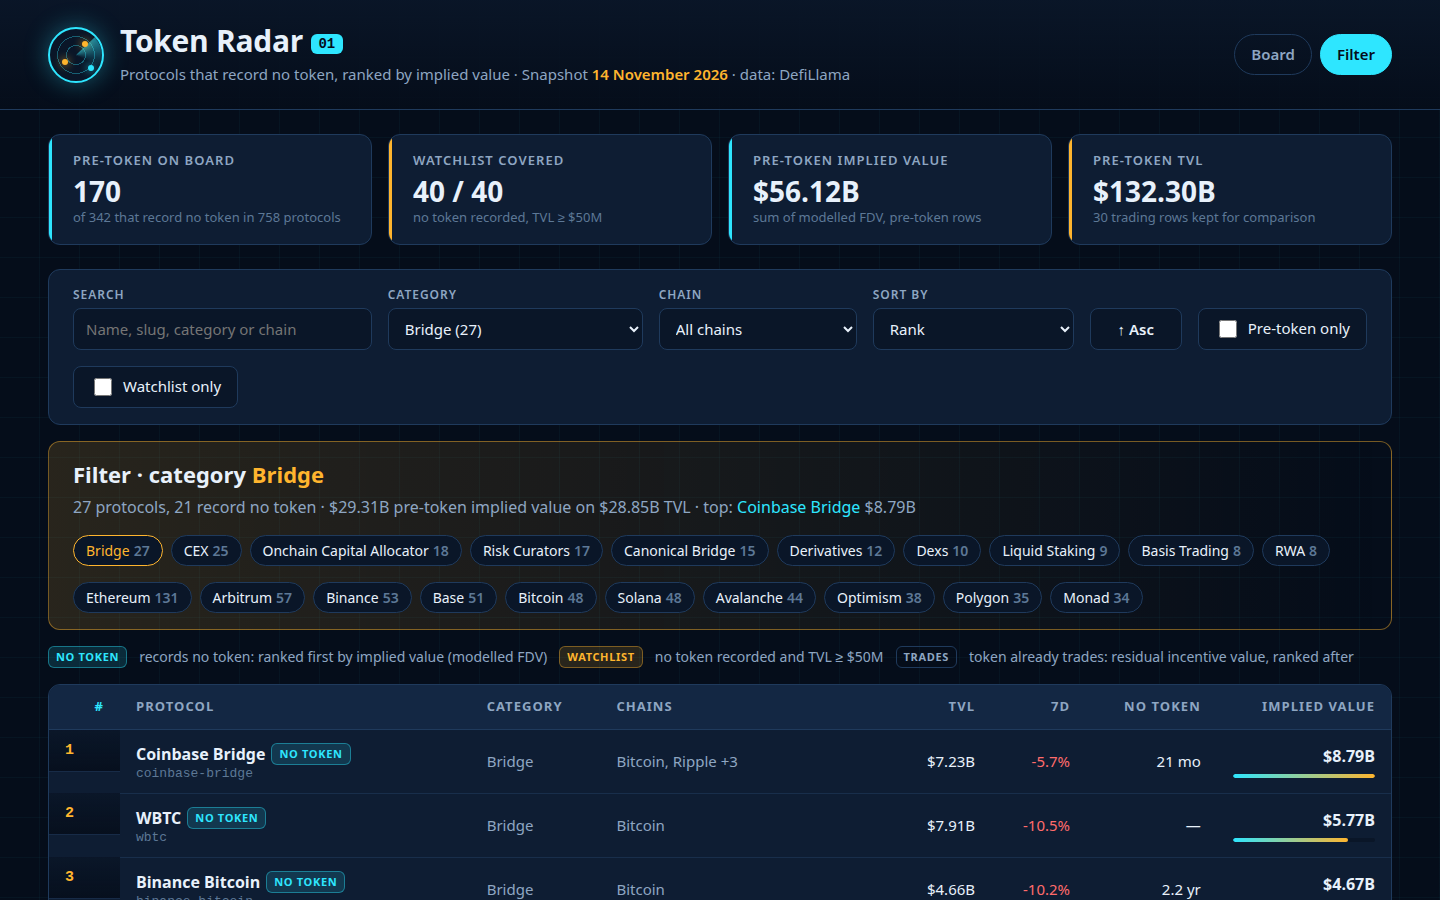 Token Radar 01
Protocols that record no token, ranked by implied value · Snapshot 14 November 2026 · data: DefiLlama
Board Filter
PRE-TOKEN ON BOARD
170
of 342 that record no token in 758 protocols
WATCHLIST COVERED
40 / 40
no token recorded, TVL ≥ $50M
PRE-TOKEN IMPLIED VALUE
$56.12B
sum of modelled FDV, pre-token rows
PRE-TOKEN TVL
$132.30B
30 trading rows kept for comparison
SEARCH CATEGORY CHAIN SORT BY
Name, slug, category or chain Bridge (27) All chains Rank ↑ Asc Pre-token only
Watchlist only
Filter · category Bridge
27 protocols, 21 record no token · $29.31B pre-token implied value on $28.85B TVL · top: Coinbase Bridge $8.79B
Bridge 27 CEX 25 Onchain Capital Allocator 18 Risk Curators 17 Canonical Bridge 15 Derivatives 12 Dexs 10 Liquid Staking 9 Basis Trading 8 RWA 8
Ethereum 131 Arbitrum 57 Binance 53 Base 51 Bitcoin 48 Solana 48 Avalanche 44 Optimism 38 Polygon 35 Monad 34
NO TOKEN records no token: ranked first by implied value (modelled FDV) WATCHLIST no token recorded and TVL ≥ $50M TRADES token already trades: residual incentive value, ranked after
# PROTOCOL CATEGORY CHAINS TVL 7D NO TOKEN IMPLIED VALUE
1 Coinbase Bridge NO TOKEN Bridge Bitcoin, Ripple +3 $7.23B -5.7% 21 mo $8.79B
coinbase-bridge
2 WBTC NO TOKEN Bridge Bitcoin $7.91B -10.5% — $5.77B
wbtc
3 Binance Bitcoin NO TOKEN Bridge Bitcoin $4.66B -10.2% 2.2 yr $4.67B
binance-bitcoin